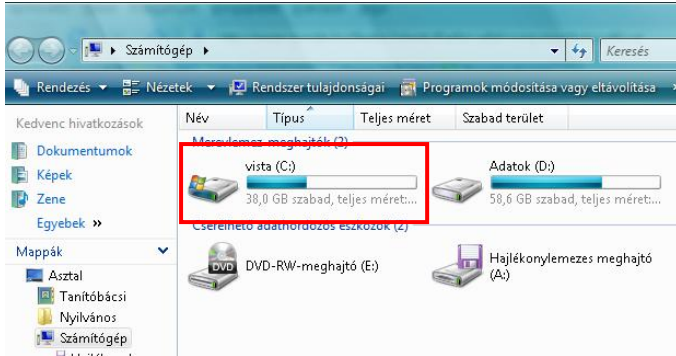 Számítógép
Keresés
Rendezés Nézetek Rendszer tulajdonságai Programok módosítása vagy eltávolítása
Kedvenc hivatkozások
Dokumentumok
Képek
Zene
Egyebek »
Mappák
Asztal
Tanítóbácsi
Nyilvános
Számítógép
Név Típus Teljes méret Szabad terület
Merevlemez-meghajtók (2)
vista (C:)
38,0 GB szabad, teljes méret:...
Adatok (D:)
58,6 GB szabad, teljes méret:...
Cserélhető adathordozós eszközök (2)
DVD
DVD-RW-meghajtó (E:)
Hajlékonylemezes meghajtó
(A:)